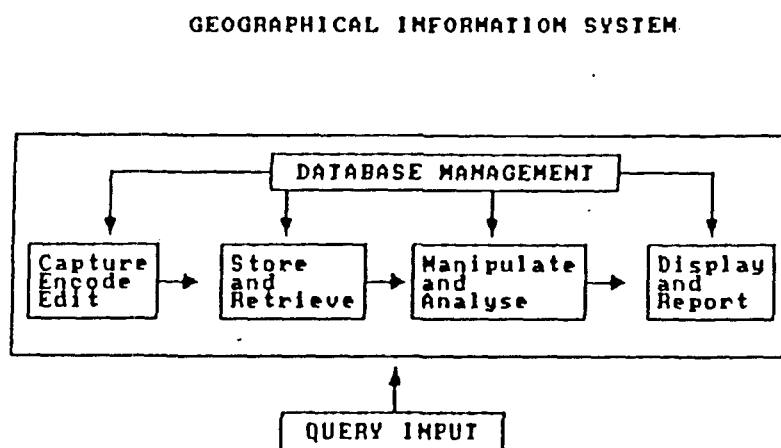 GEOGRAPHICAL INFORMATION SYSTEM
DATABASE MANAGEMENT
Capture
Encode
Edit
Store
and
Retrieve
Manipulate
and
Analyse
Display
and
Report
QUERY INPUT